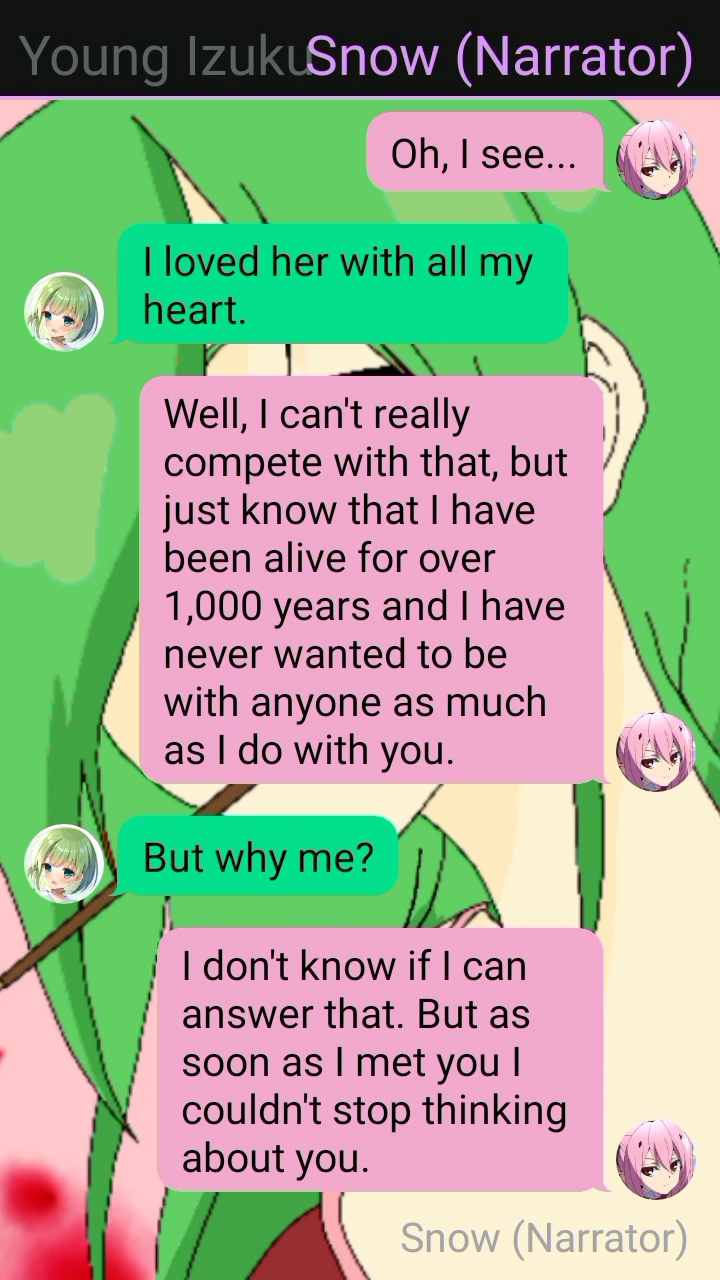 Young Izuku
Snow (Narrator)
Oh, I see...
I loved her with all my
heart.
Well, I can't really
compete with that, but
just know that I have
been alive for over
1,000 years and I have
never wanted to be
with anyone as much
as I do with you.
But why me?
I don't know if I can
answer that. But as
soon as I met you I
couldn't stop thinking
about you.
Snow (Narrator)